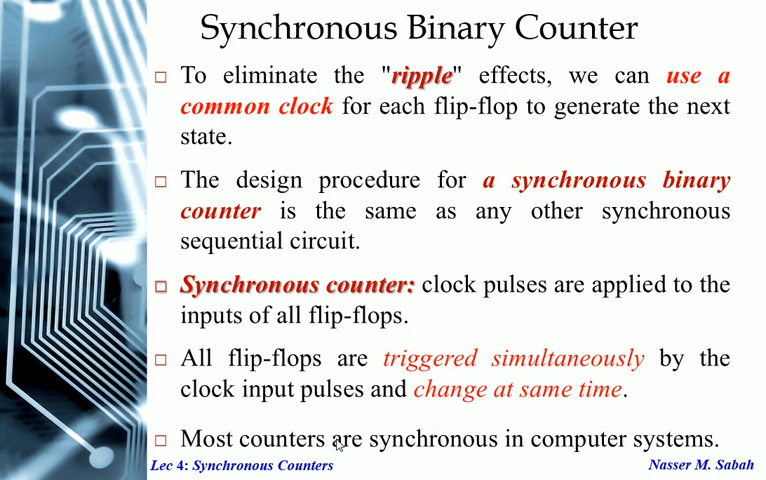 Synchronous Binary Counter
To eliminate the "ripple" effects, we can use a
common clock for each flip-flop to generate the next
state.
The design procedure for a synchronous binary
counter is the same as any other synchronous
sequential circuit.
Synchronous counter: clock pulses are applied to the
inputs of all flip-flops.
All flip-flops are triggered simultaneously by the
clock input pulses and change at same time.
Most counters are synchronous in computer systems.
Lec 4: Synchronous Counters
Nasser M. Sabah